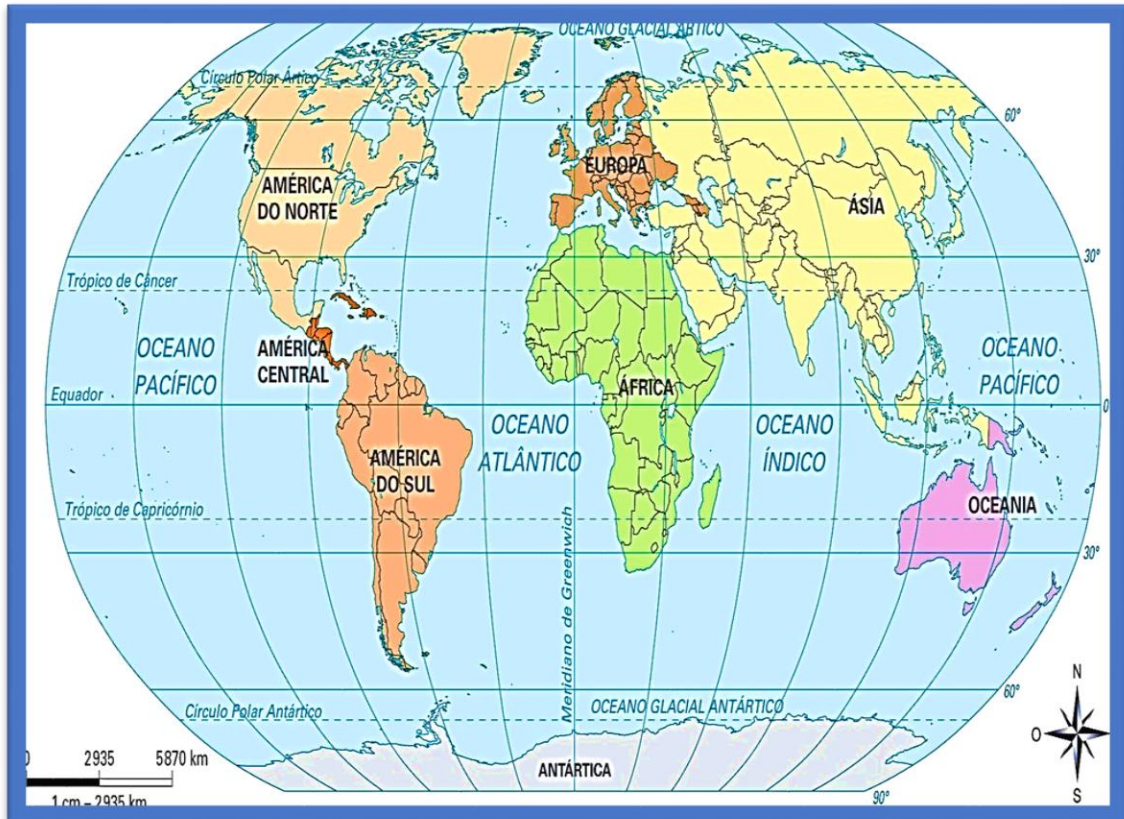 OCEANO GLACIAL ÁRTICO
Círculo Polar Ártico
60°
EUROPA
AMÉRICA
DO NORTE
ÁSIA
30°
Trópico de Câncer
OCEANO
PACÍFICO
AMÉRICA
CENTRAL
OCEANO
PACÍFICO
Equador
ÁFRICA
0
OCEANO
ATLÂNTICO
OCEANO
ÍNDICO
AMÉRICA
DO SUL
Trópico de Capricórnio
OCEANIA
30°
Meridiano de Greenwich
60°
N
Círculo Polar Antártico
OCEANO GLACIAL ANTÁRTICO
O
0 2935 5870 km
ANTÁRTICA
1 cm – 2935 km
90°
S